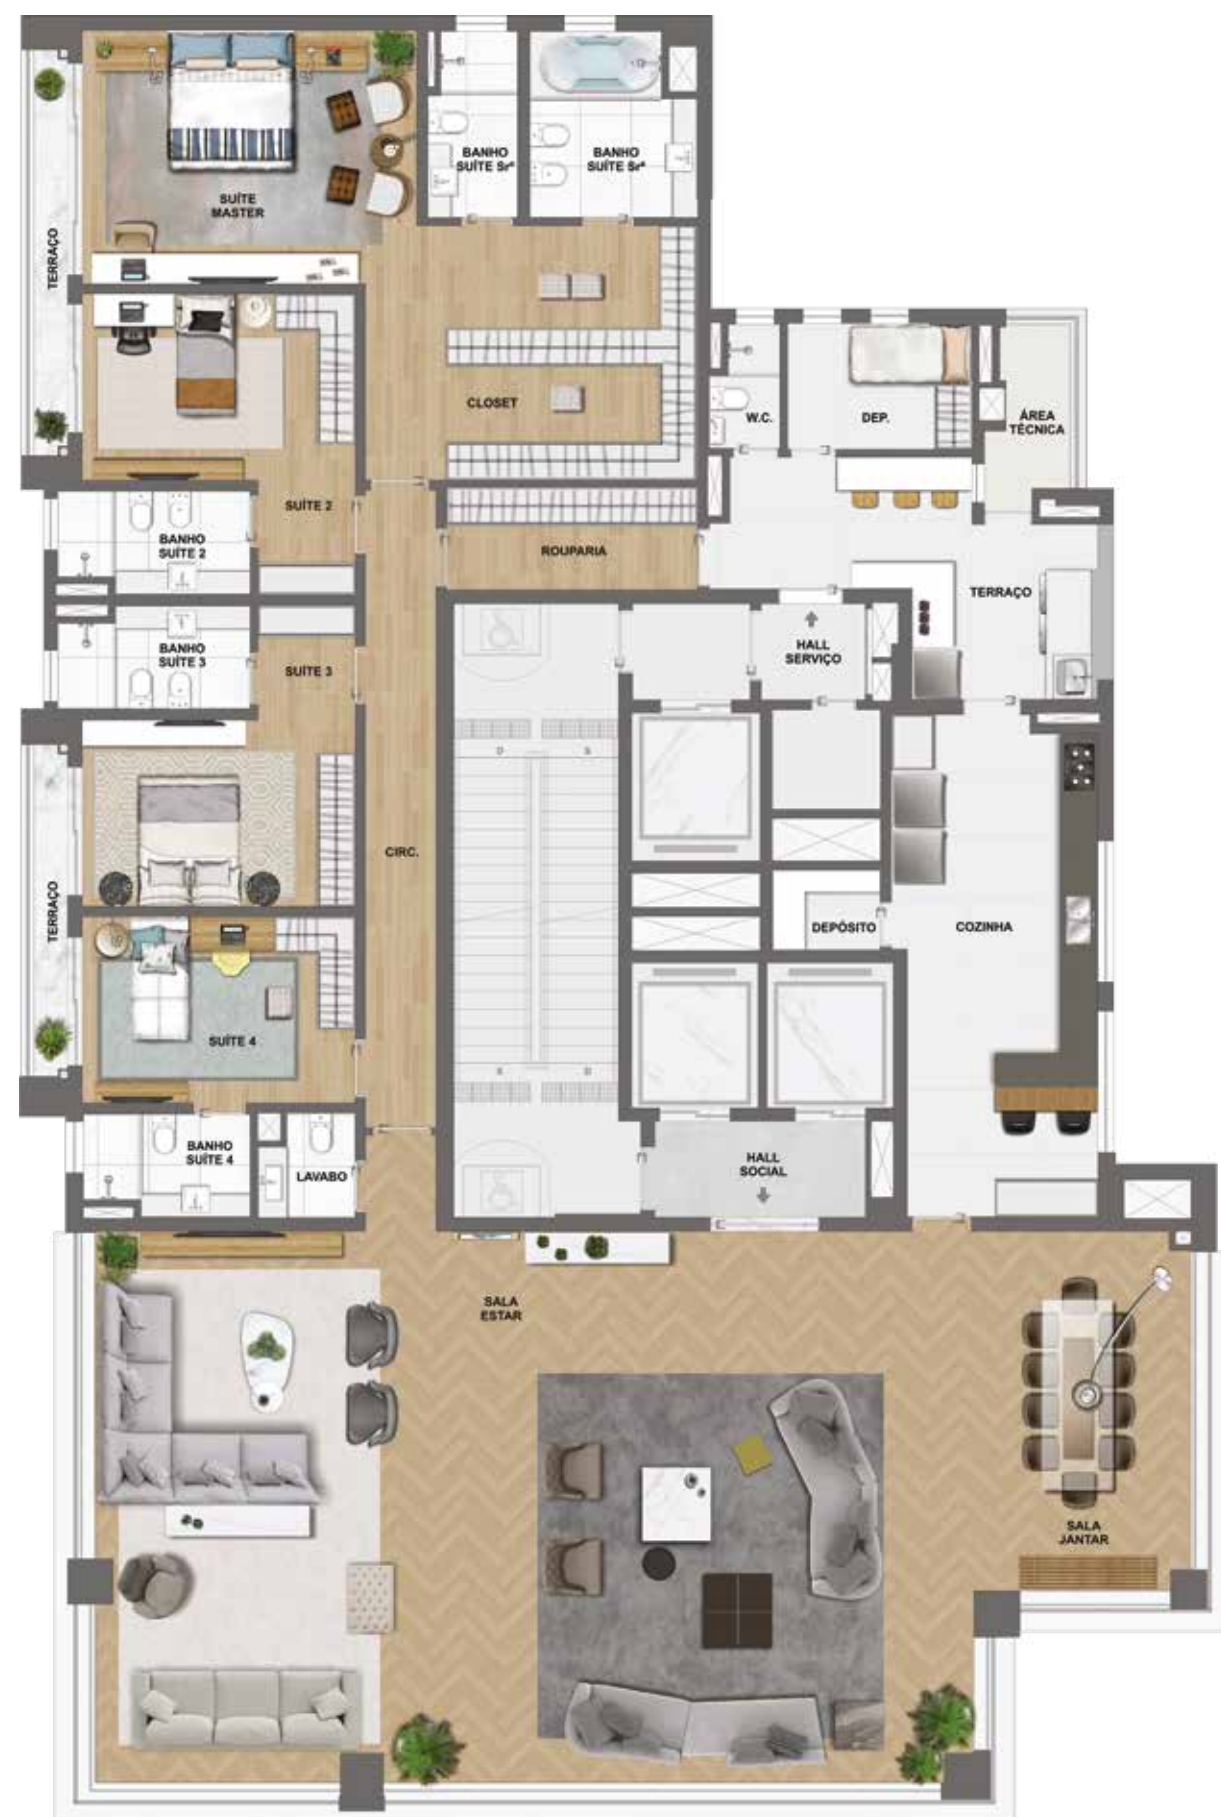 BANHO
SUÍTE Srº
BANHO
SUÍTE Srª
SUÍTE
MASTER
TERRAÇO
CLOSET
W.C.
DEP.
ÁREA
TÉCNICA
SUÍTE 2
BANHO
SUÍTE 2
ROUPARIA
TERRAÇO
HALL
SERVIÇO
BANHO
SUÍTE 3
SUÍTE 3
D
S
CIRC.
TERRAÇO
DEPÓSITO
COZINHA
SUÍTE 4
S
D
BANHO
SUÍTE 4
LAVABO
HALL
SOCIAL
SALA
ESTAR
SALA
JANTAR